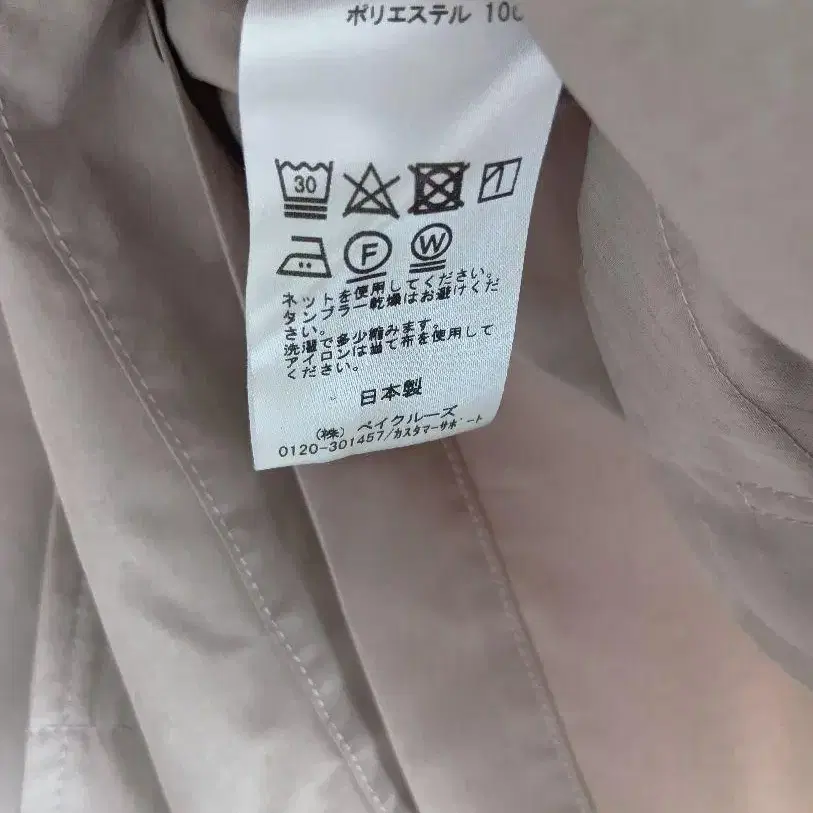 ポリエステル 100
30
F
W
ネットを使用してください。
タンブラー乾燥はお避けくだ
さい。
洗濯で多少縮みます。
アイロンは当て布を使用して
ください。
日本製
（株）ベイクルーズ
0120-301457/カスタマーサポート